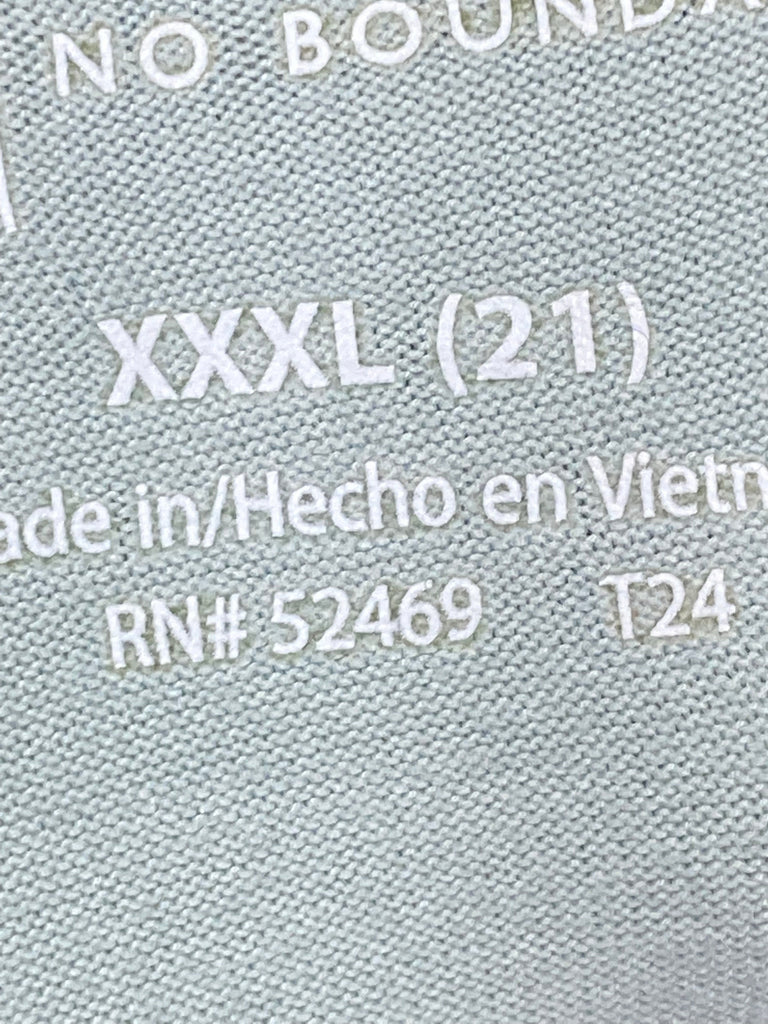 NO BOUNDA
XXXL (21)
ade in/Hecho en Vietn
RN# 52469 T24